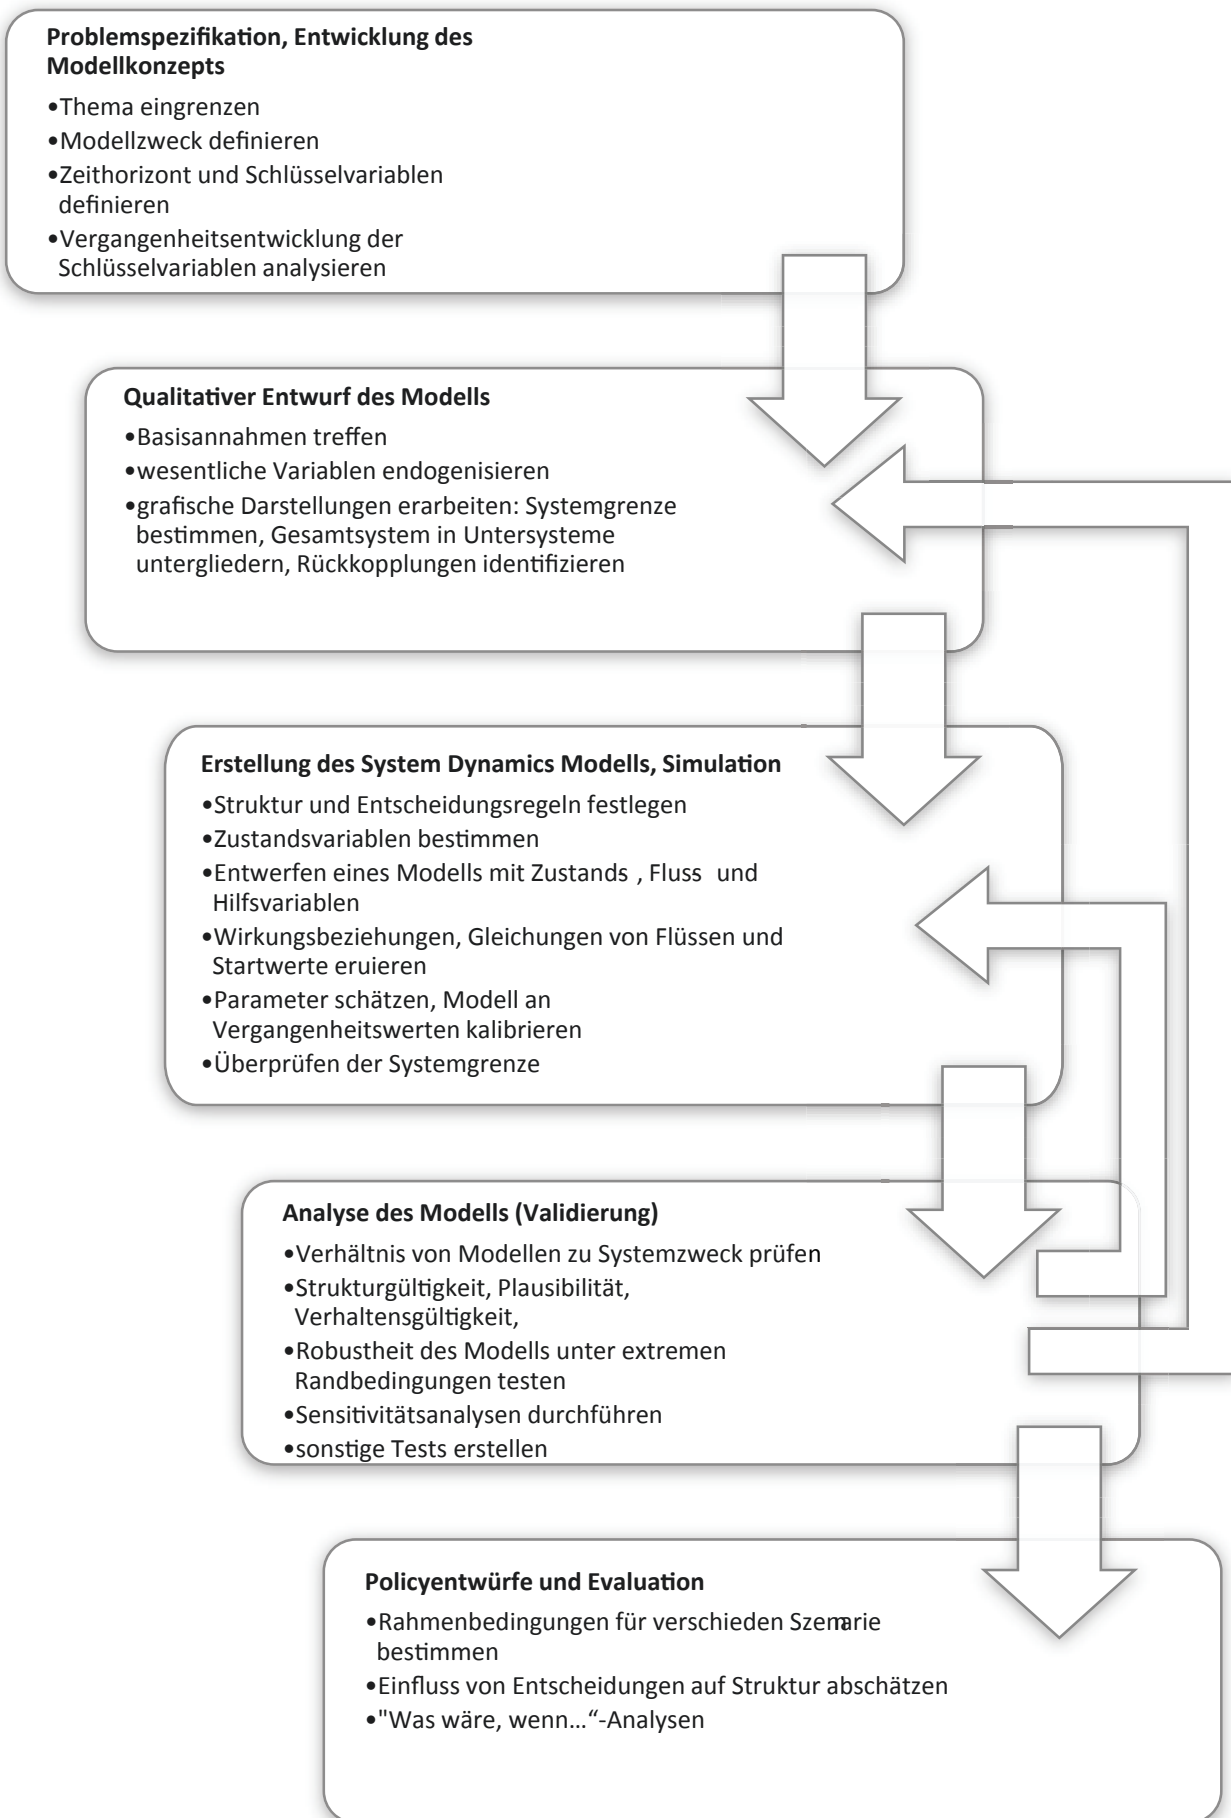 Problemspezifikation, Entwicklung des
Modellkonzepts
•Thema eingrenzen
•Modellzweck definieren
•Zeithorizont und Schlüsselvariablen
definieren
•Vergangenheitsentwicklung der
Schlüsselvariablen analysieren
Qualitativer Entwurf des Modells
•Basisannahmen treffen
•wesentliche Variablen endogenisieren
•grafische Darstellungen erarbeiten: Systemgrenze
bestimmen, Gesamtsystem in Untersysteme
untergliedern, Rückkopplungen identifizieren
Erstellung des System Dynamics Modells, Simulation
•Struktur und Entscheidungsregeln festlegen
•Zustandsvariablen bestimmen
•Entwerfen eines Modells mit Zustands , Fluss und
Hilfsvariablen
•Wirkungsbeziehungen, Gleichungen von Flüssen und
Startwerte eruieren
•Parameter schätzen, Modell an
Vergangenheitswerten kalibrieren
•Überprüfen der Systemgrenze
Analyse des Modells (Validierung)
•Verhältnis von Modellen zu Systemzweck prüfen
•Strukturgültigkeit, Plausibilität,
Verhaltensgültigkeit,
•Robustheit des Modells unter extremen
Randbedingungen testen
•Sensitivitätsanalysen durchführen
•sonstige Tests erstellen
Policyentwürfe und Evaluation
•Rahmenbedingungen für verschieden
bestimmen
•Einfluss von Entscheidungen auf Struktur abschätzen
•"Was wäre, wenn…“-Analysen